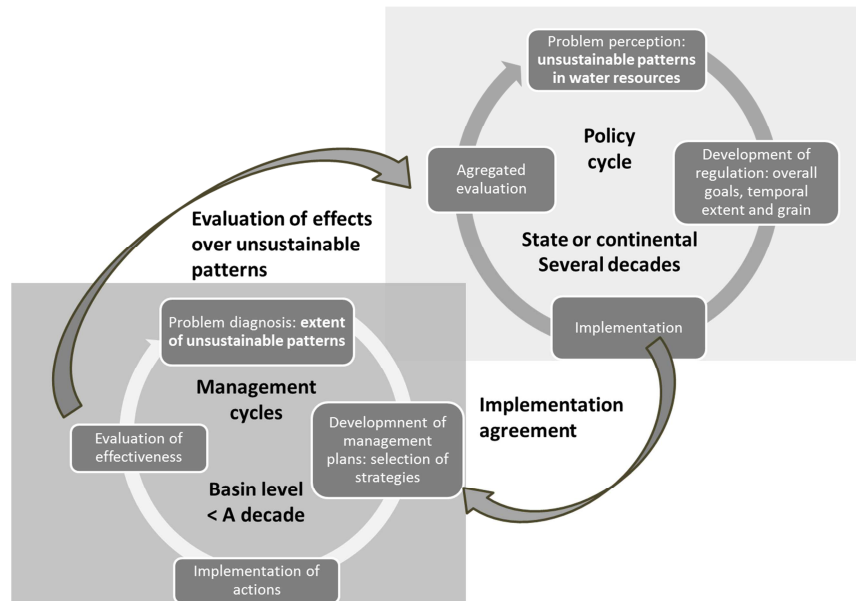 Problem perception:
unsustainable patterns
in water resources
Policy
cycle
Agregated
evaluation
Development of
regulation: overall
goals, temporal
extent and grain
State or continental
Several decades
Implementation
Evaluation of effects
over unsustainable
patterns
Implementation
agreement
Problem diagnosis: extent
of unsustainable patterns
Management
cycles
Evaluation of
effectiveness
Developmnent of
management
plans: selection of
strategies
Basin level
< A decade
Implementation of
actions